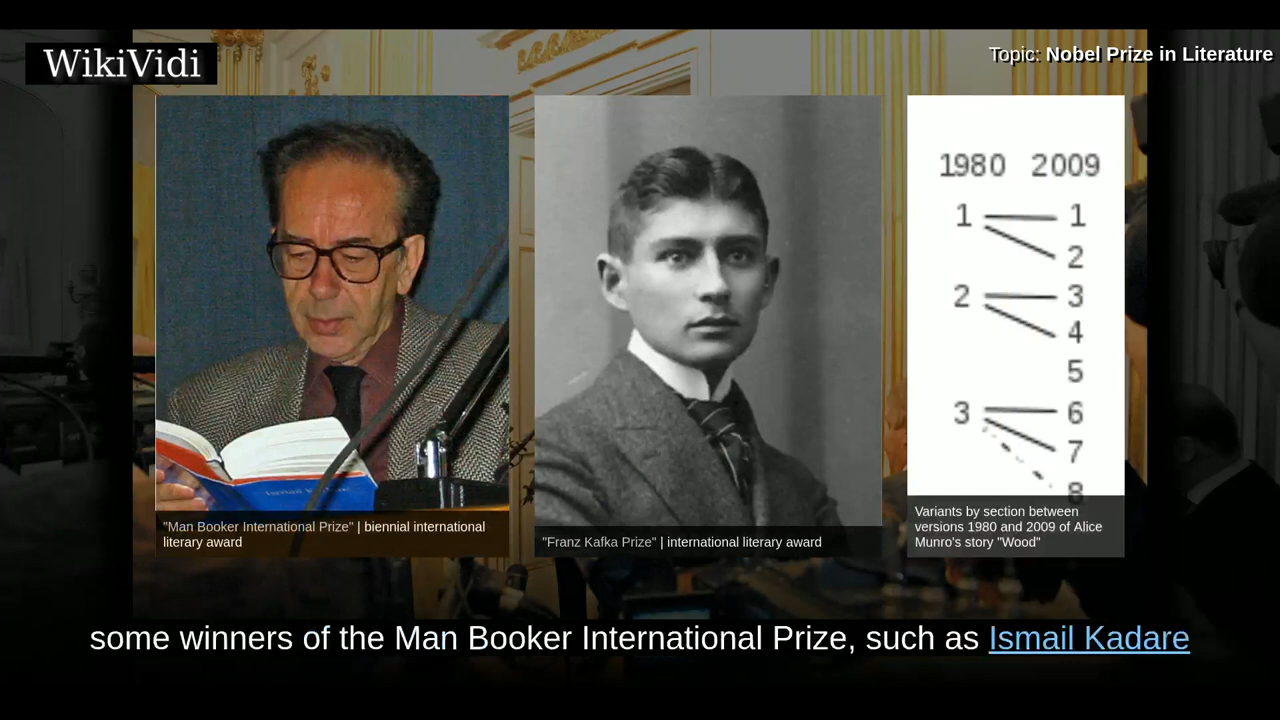 WikiVidi
Topic: Nobel Prize in Literature
"Man Booker International Prize" | biennial international
literary award
"Franz Kafka Prize" | international literary award
1980 2009
1 1
2
2 3
4
5
3 6
7
8
Variants by section between
versions 1980 and 2009 of Alice
Munro's story "Wood"
some winners of the Man Booker International Prize, such as Ismail Kadare